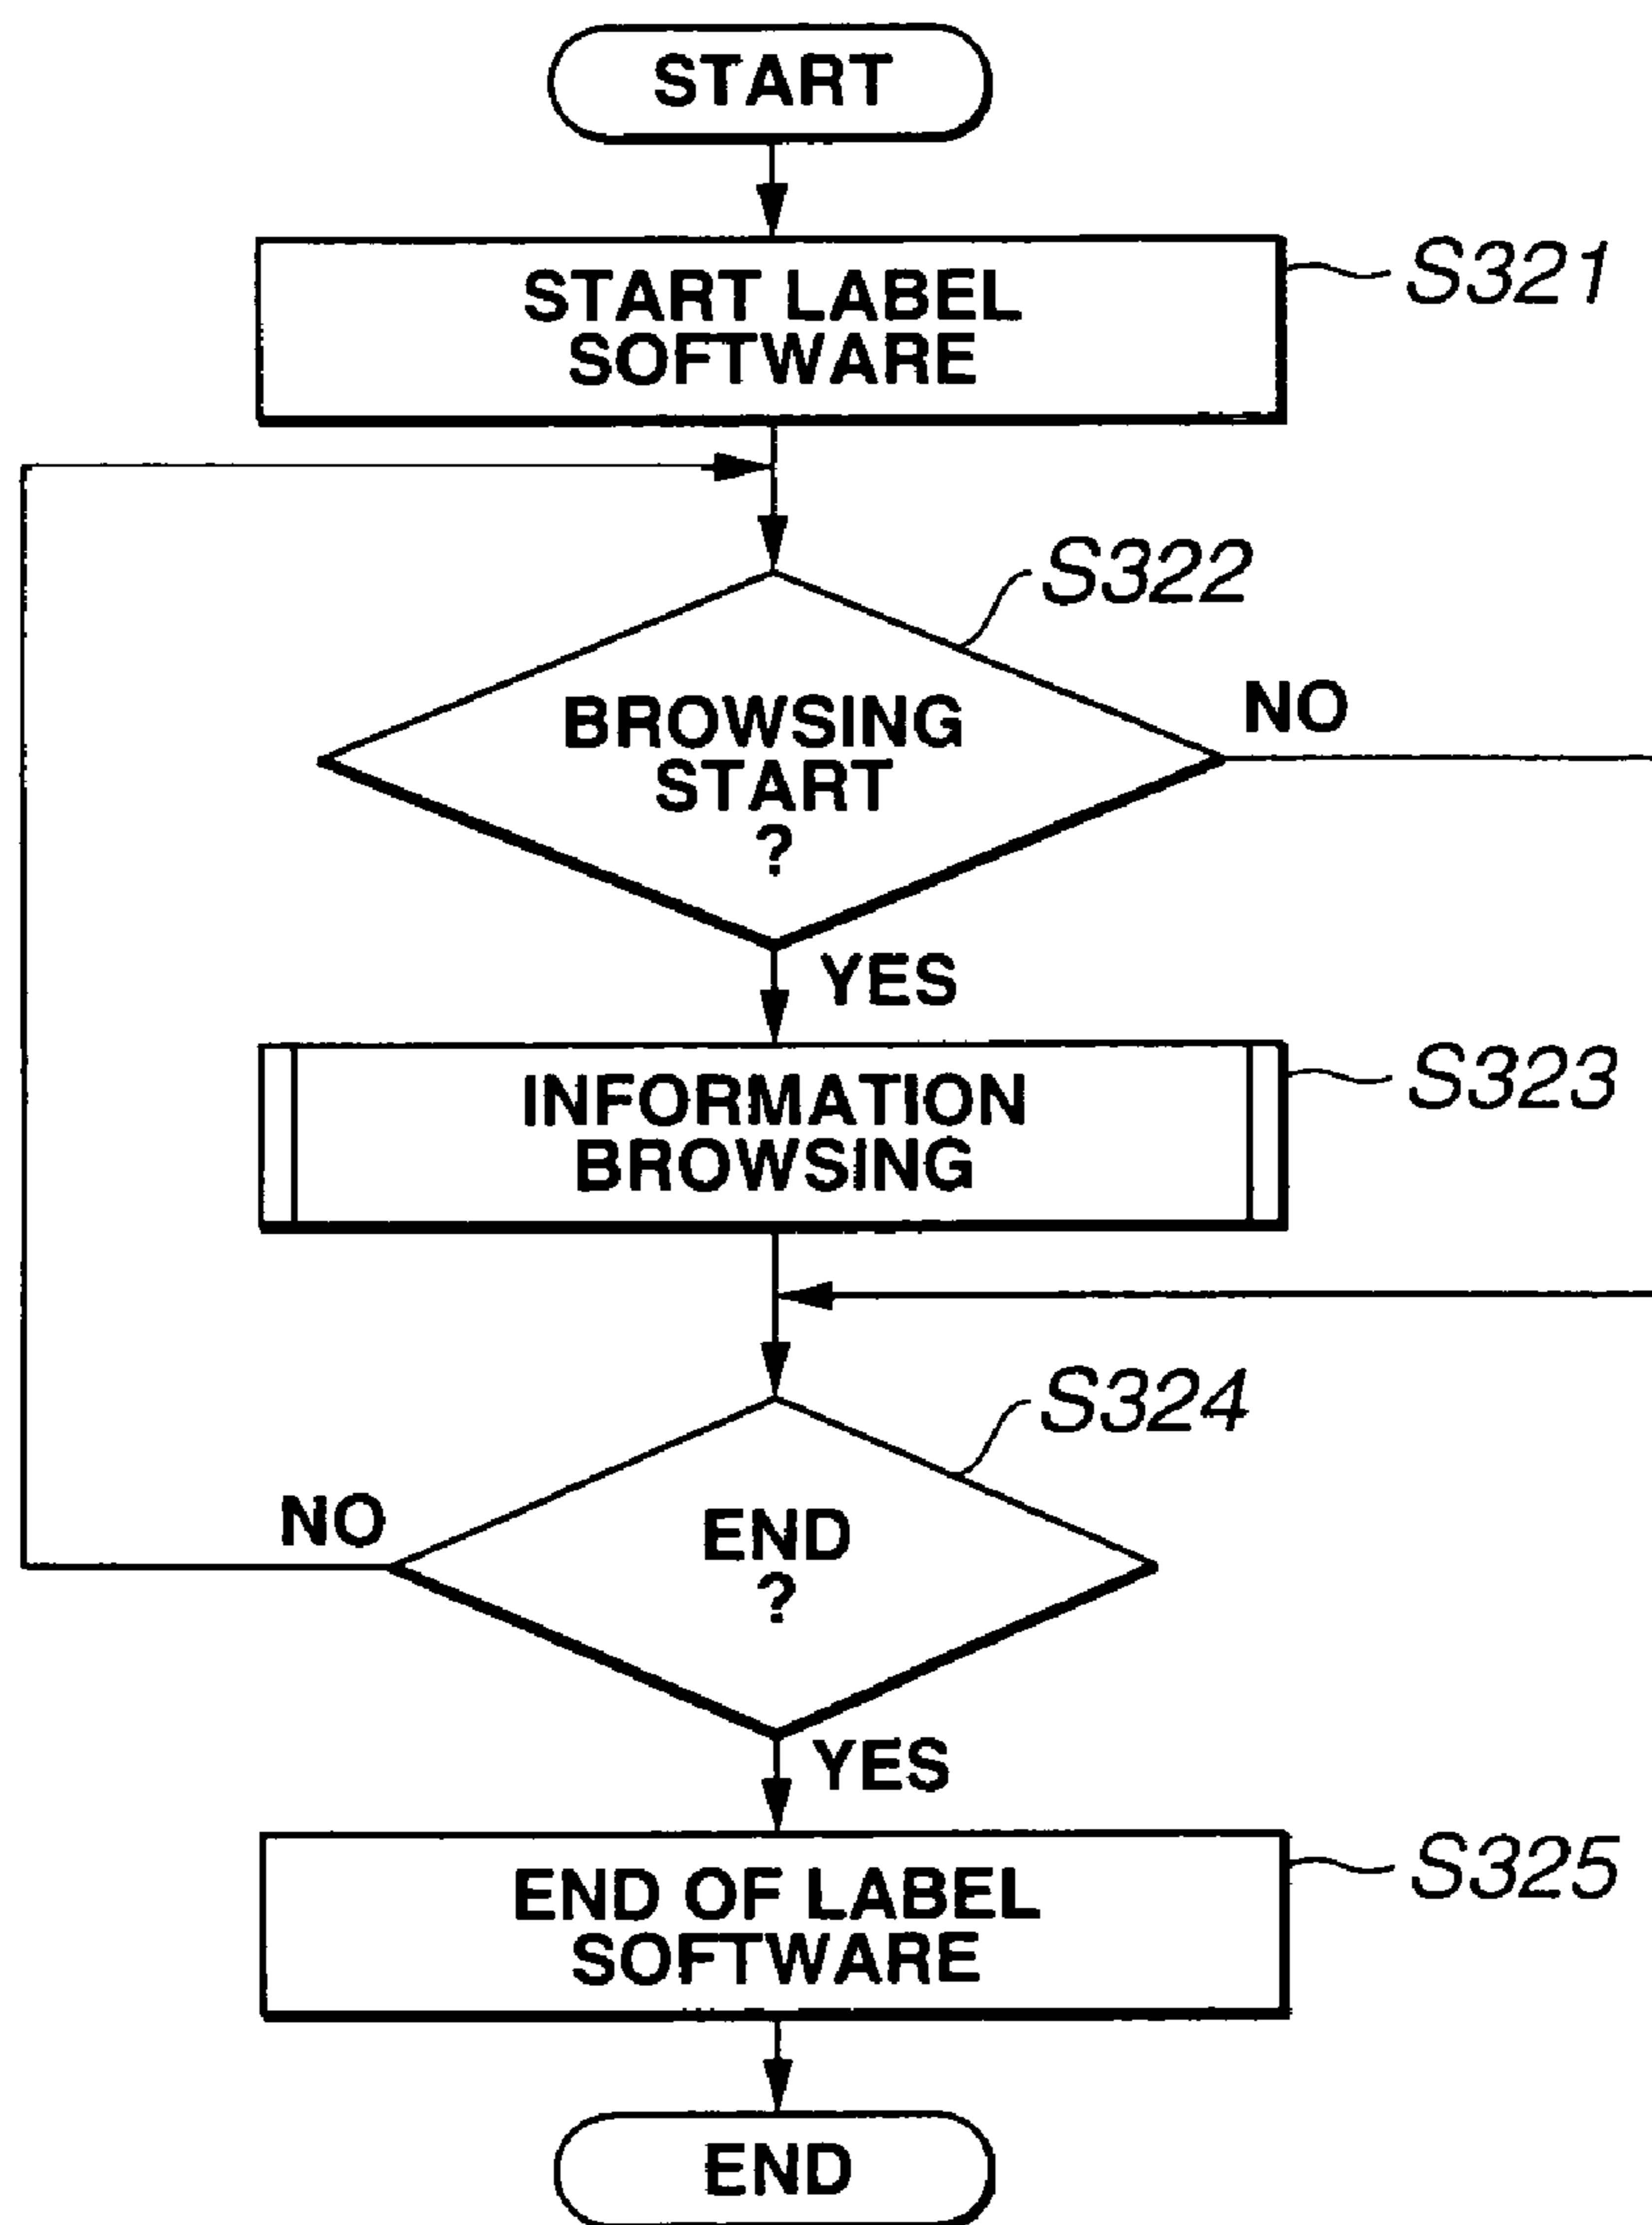 START
START LABEL
SOFTWARE
S321
S322
BROWSING
START
?
NO
YES
INFORMATION
BROWSING
S323
S324
NO
END
?
YES
END OF LABEL
SOFTWARE
S325
END